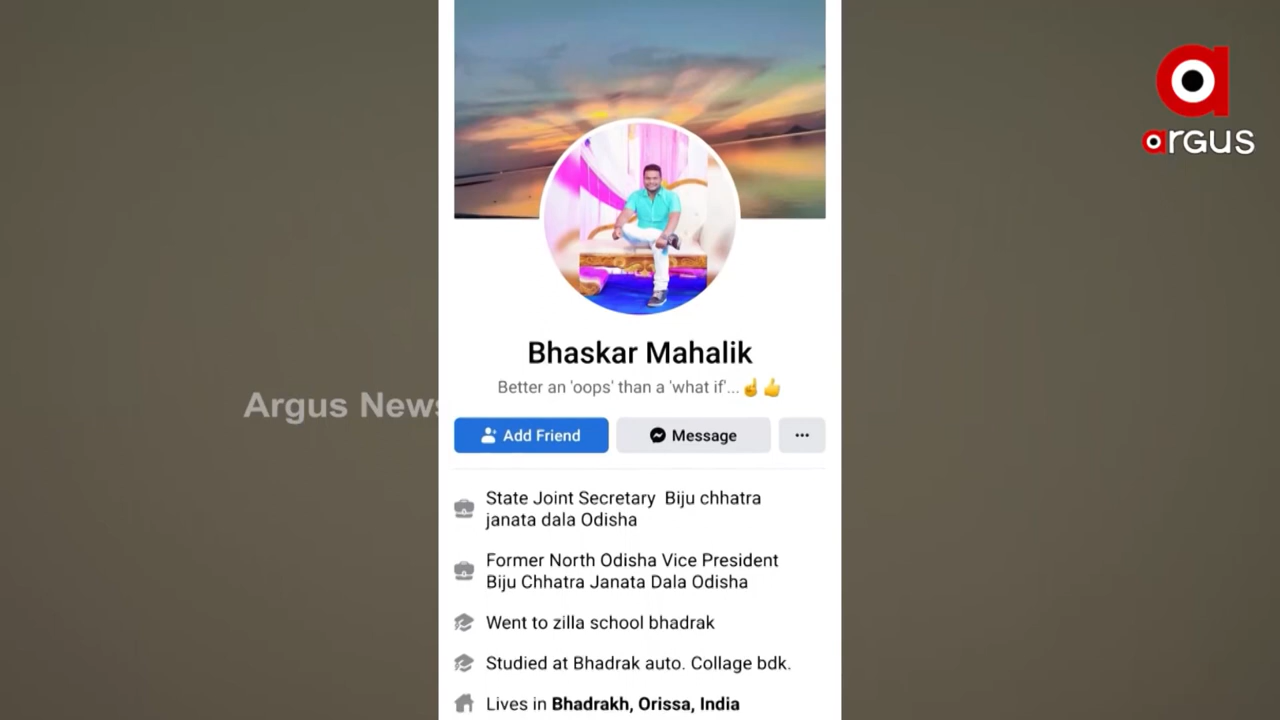 argus
Argus News
Bhaskar Mahalik
Better an 'oops' than a 'what if'...☝️👍
Add Friend
Message
State Joint Secretary Biju chhatra
janata dala Odisha
Former North Odisha Vice President
Biju Chhatra Janata Dala Odisha
Went to zilla school bhadrak
Studied at Bhadrak auto. Collage bdk.
Lives in Bhadrakh, Orissa, India